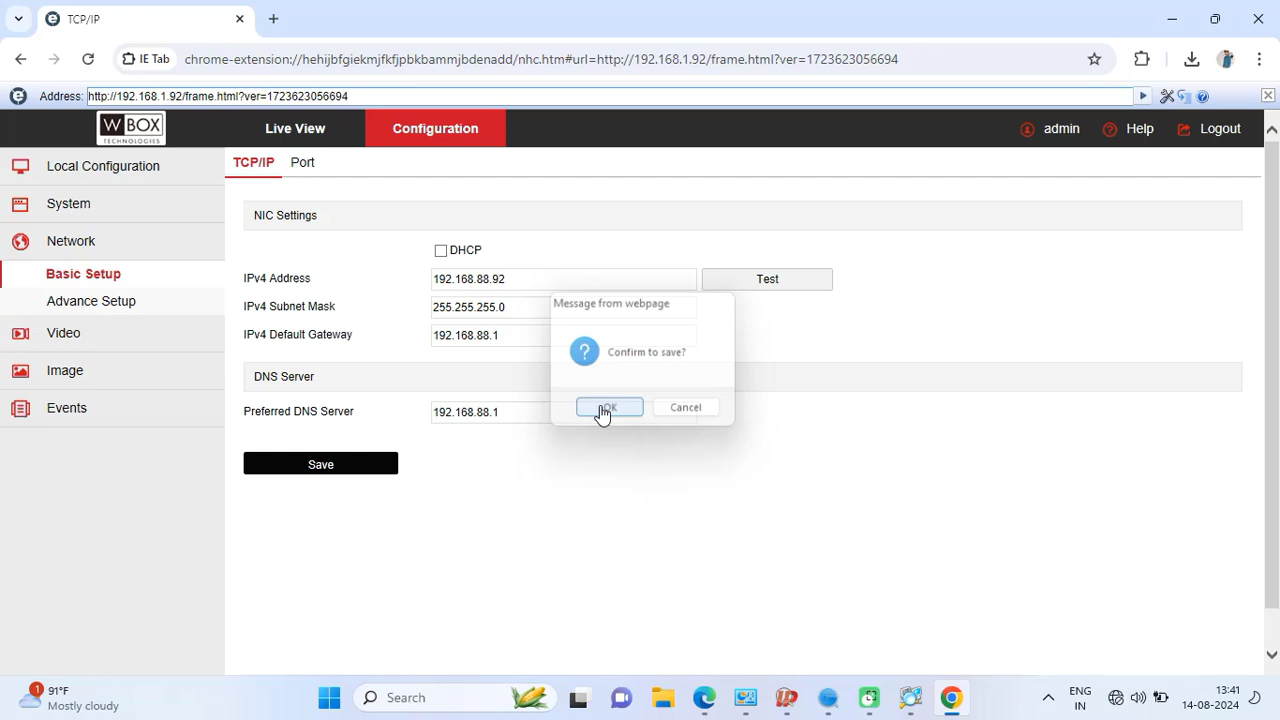 TCP/IP
IE Tab
chrome-extension://hehijbfgiekmjfkfjpbkbammjbdenadd/nhc.htm#url=http://192.168.1.92/frame.html?ver=1723623056694
Address: http://192.168.1.92/frame.html?ver=1723623056694
W BOX
TECHNOLOGIES
Live View
Configuration
admin
Help
Logout
Local Configuration
System
Network
Basic Setup
Advance Setup
Video
Image
Events
TCP/IP
Port
NIC Settings
DHCP
IPv4 Address
192.168.88.92
Test
IPv4 Subnet Mask
255.255.255.0
IPv4 Default Gateway
192.168.88.1
DNS Server
Preferred DNS Server
192.168.88.1
Save
Message from webpage
Confirm to save?
OK
Cancel
1
91°F
Mostly cloudy
Search
ENG
IN
13:41
14-08-2024